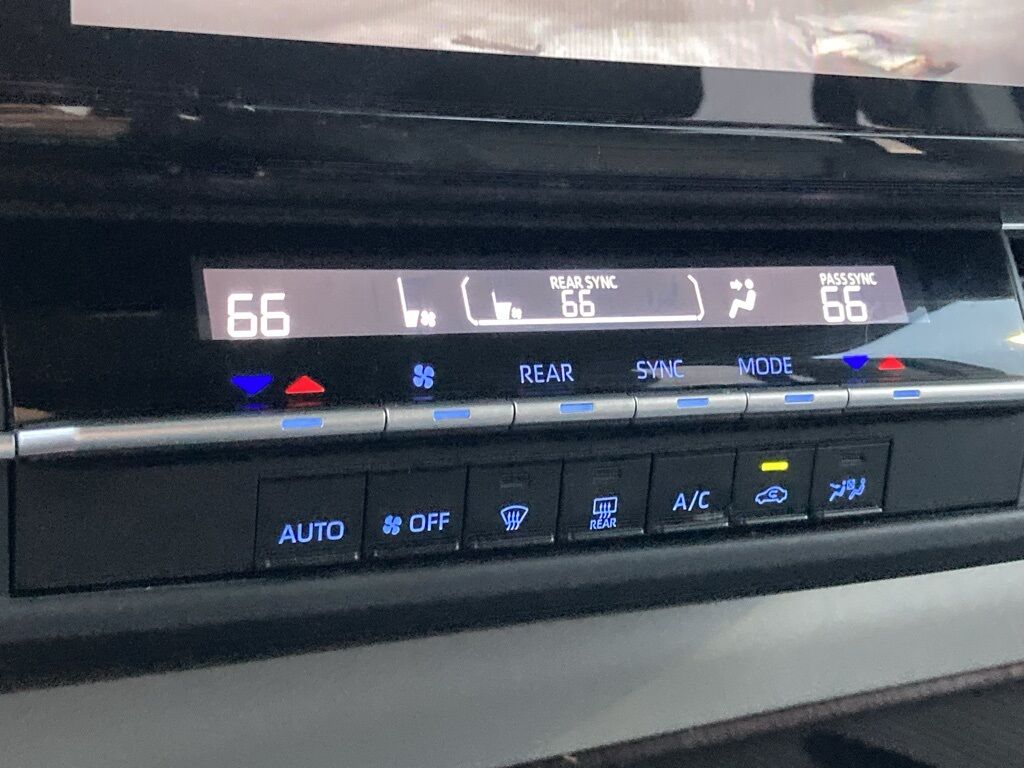 66 REAR SYNC 66 PASS SYNC 66
REAR SYNC MODE
AUTO OFF REAR A/C